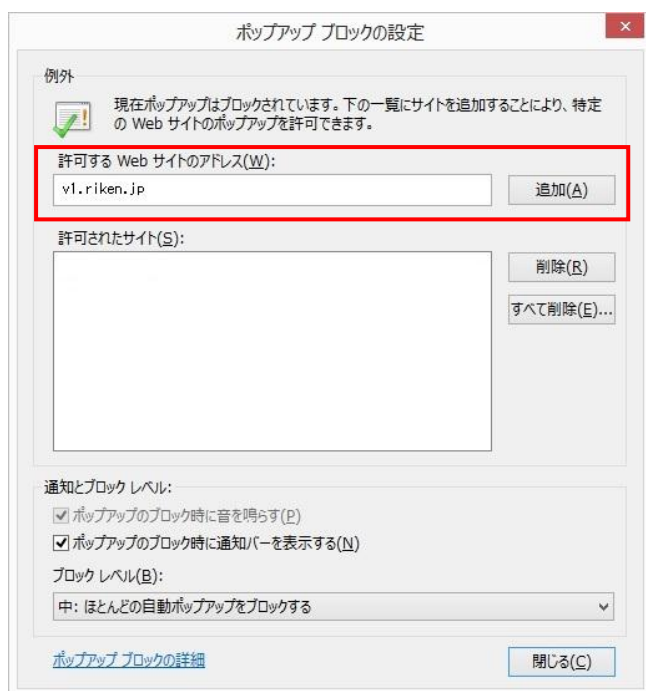 ポップアップ ブロックの設定
例外
現在ポップアップはブロックされています。下の一覧にサイトを追加することにより、特定
の Web サイトのポップアップを許可できます。
許可する Web サイトのアドレス(W):
v1.riken.jp
追加(A)
許可されたサイト(S):
削除(R)
すべて削除(E)...
通知とブロック レベル:
ポップアップのブロック時に音を鳴らす(P)
ポップアップのブロック時に通知バーを表示する(N)
ブロック レベル(B):
中: ほとんどの自動ポップアップをブロックする
ポップアップ ブロックの詳細
閉じる(C)